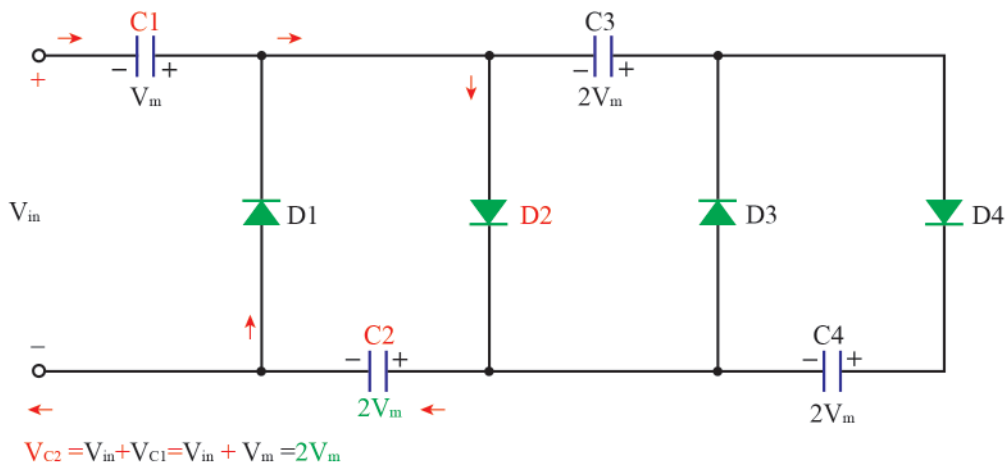 C1
C3
+
− +
− +
Vm
2Vm
Vin
D1
D2
D3
D4
−
C2
C4
− +
− +
2Vm
2Vm
VC2 =Vin+VC1=Vin + Vm =2Vm